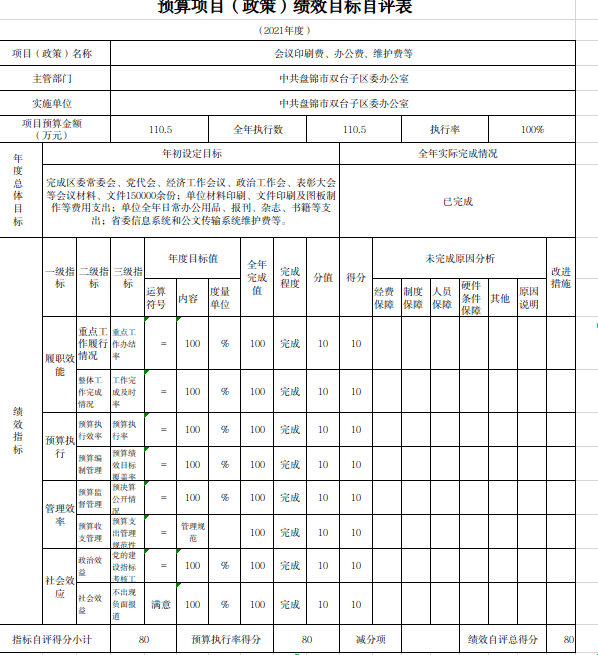 预算项目（政策）绩效目标自评表
（2021年度）
项目（政策）名称 会议印刷费、办公费、维护费等
主管部门 中共盘锦市双台子区委办公室
实施单位 中共盘锦市双台子区委办公室
项目预算金额（万元） 110.5 全年执行数 110.5 执行率 100%
年度总体目标 年初设定目标 全年实际完成情况
完成区委常委会、党代会、经济工作会议、政治工作会、表彰大会
等会议材料、文件150000余份；单位材料印刷、文件印刷及图板制
作等费用支出；单位全年日常办公用品、报刊、杂志、书籍等支
出；省委信息系统和公文传输系统维护费等。
已完成
绩效指标 一级指标 二级指标 三级指标 年度目标值 全年完成值 完成程度 分值 得分 未完成原因分析 改进措施
运算符号 内容 度量单位 经费保障 制度保障 人员保障 硬件条件保障 其他 原因说明
履职效能 重点工作履行情况 重点工作办结率 = 100 % 100 完成 10 10
整体工作完成情况 工作完成及时率 = 100 % 100 完成 10 10
预算执行 预算执行效率 预算执行率 = 100 % 100 完成 10 10
预算编制管理 预算绩效目标覆盖率 = 100 % 100 完成 10 10
管理效率 预算监督管理 预决算公开情况 = 100 % 100 完成 10 10
预算收支管理 预算支出管理规范性 = 管理规范 100 完成 10 10
社会效应 政治效益 党的建设指标考核工 = 100 % 100 完成 10 10
社会效益 不出现负面报道 满意 100 % 100 完成 10 10
指标自评得分小计 80 预算执行率得分 80 减分项 绩效自评总得分 80